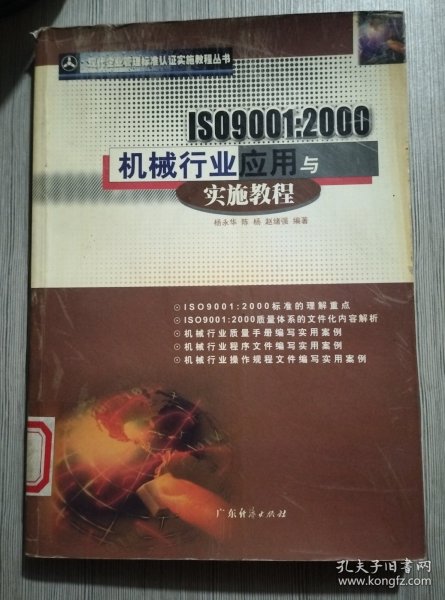 现代企业管理标准认证实施教程丛书
ISO9001:2000
机械行业应用与
实施教程
杨永华 陈 杨 赵绪强 编著
⊙ISO9001:2000标准的理解重点
⊙ISO9001:2000质量体系的文件化内容解析
⊙机械行业质量手册编写实用案例
⊙机械行业程序文件编写实用案例
⊙机械行业操作规程文件编写实用案例
广东经济出版社
孔夫子旧书网
www.kongfz.com